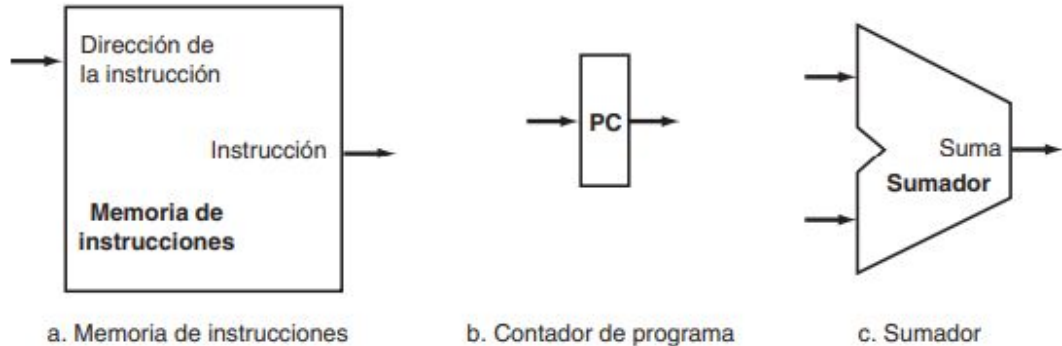 Dirección de
la instrucción
Instrucción
Memoria de
instrucciones
a. Memoria de instrucciones
PC
b. Contador de programa
Suma
Sumador
c. Sumador